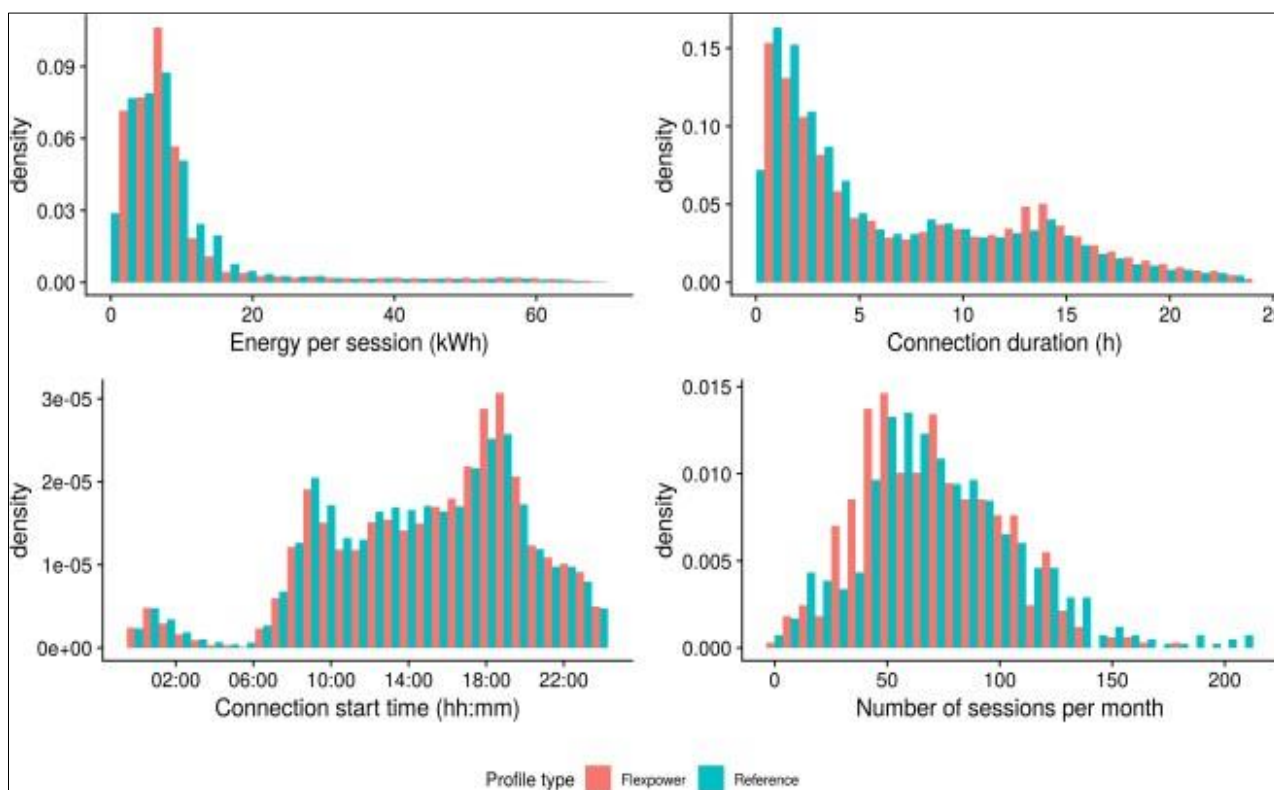 density
0.09
0.06
0.03
0.00
0 20 40 60
Energy per session (kWh)
density
0.15
0.10
0.05
0.00
0 5 10 15 20 25
Connection duration (h)
density
3e-05
2e-05
1e-05
0e+00
02:00 06:00 10:00 14:00 18:00 22:00
Connection start time (hh:mm)
density
0.015
0.010
0.005
0.000
0 50 100 150 200
Number of sessions per month
Profile type Flexpower Reference